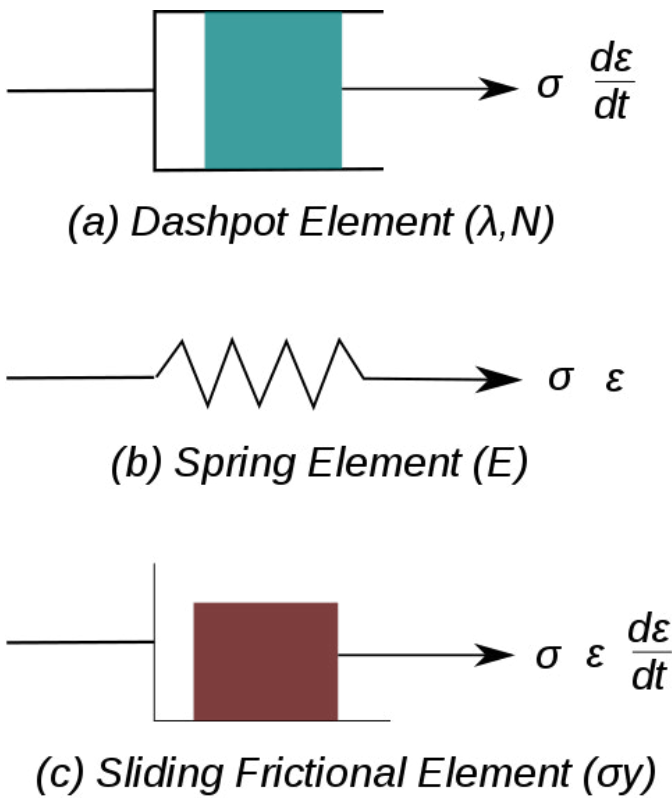 σ dε/dt
(a) Dashpot Element (λ,N)
σ ε
(b) Spring Element (E)
σ ε dε/dt
(c) Sliding Frictional Element (σy)